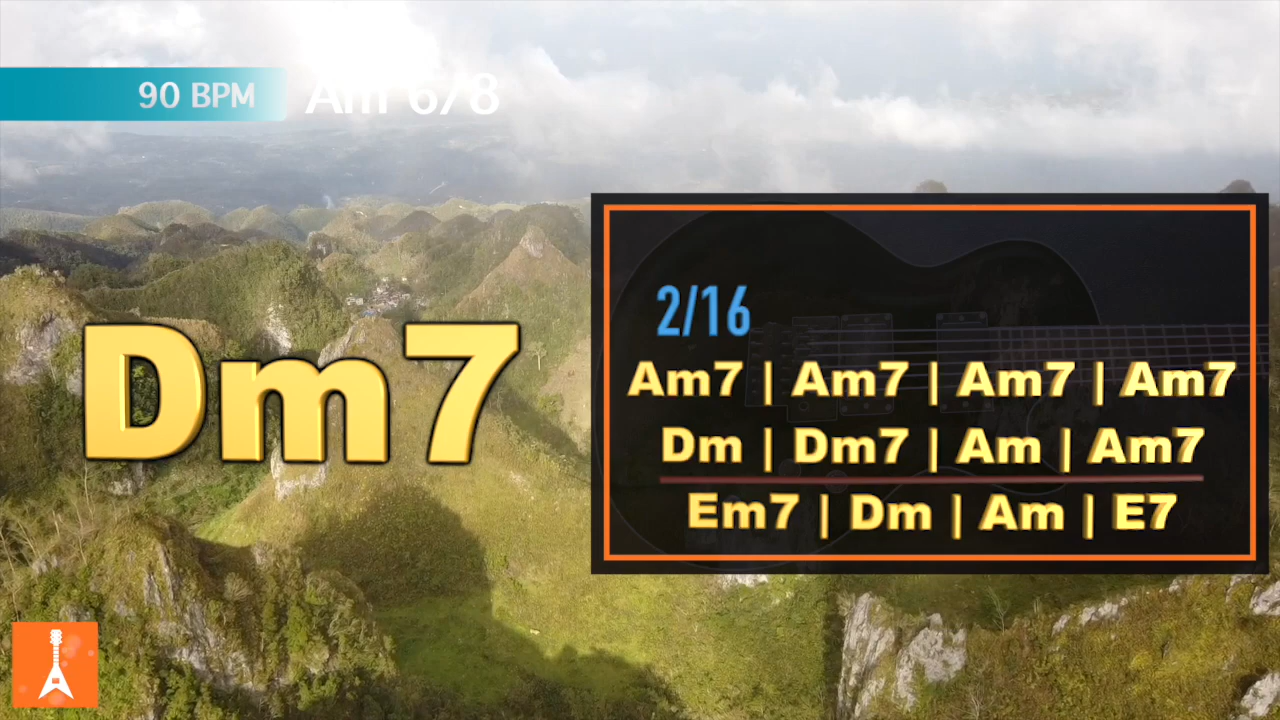 90 BPM
Am 6/8
Dm7
2/16
Am7 | Am7 | Am7 | Am7
Dm | Dm7 | Am | Am7
Em7 | Dm | Am | E7